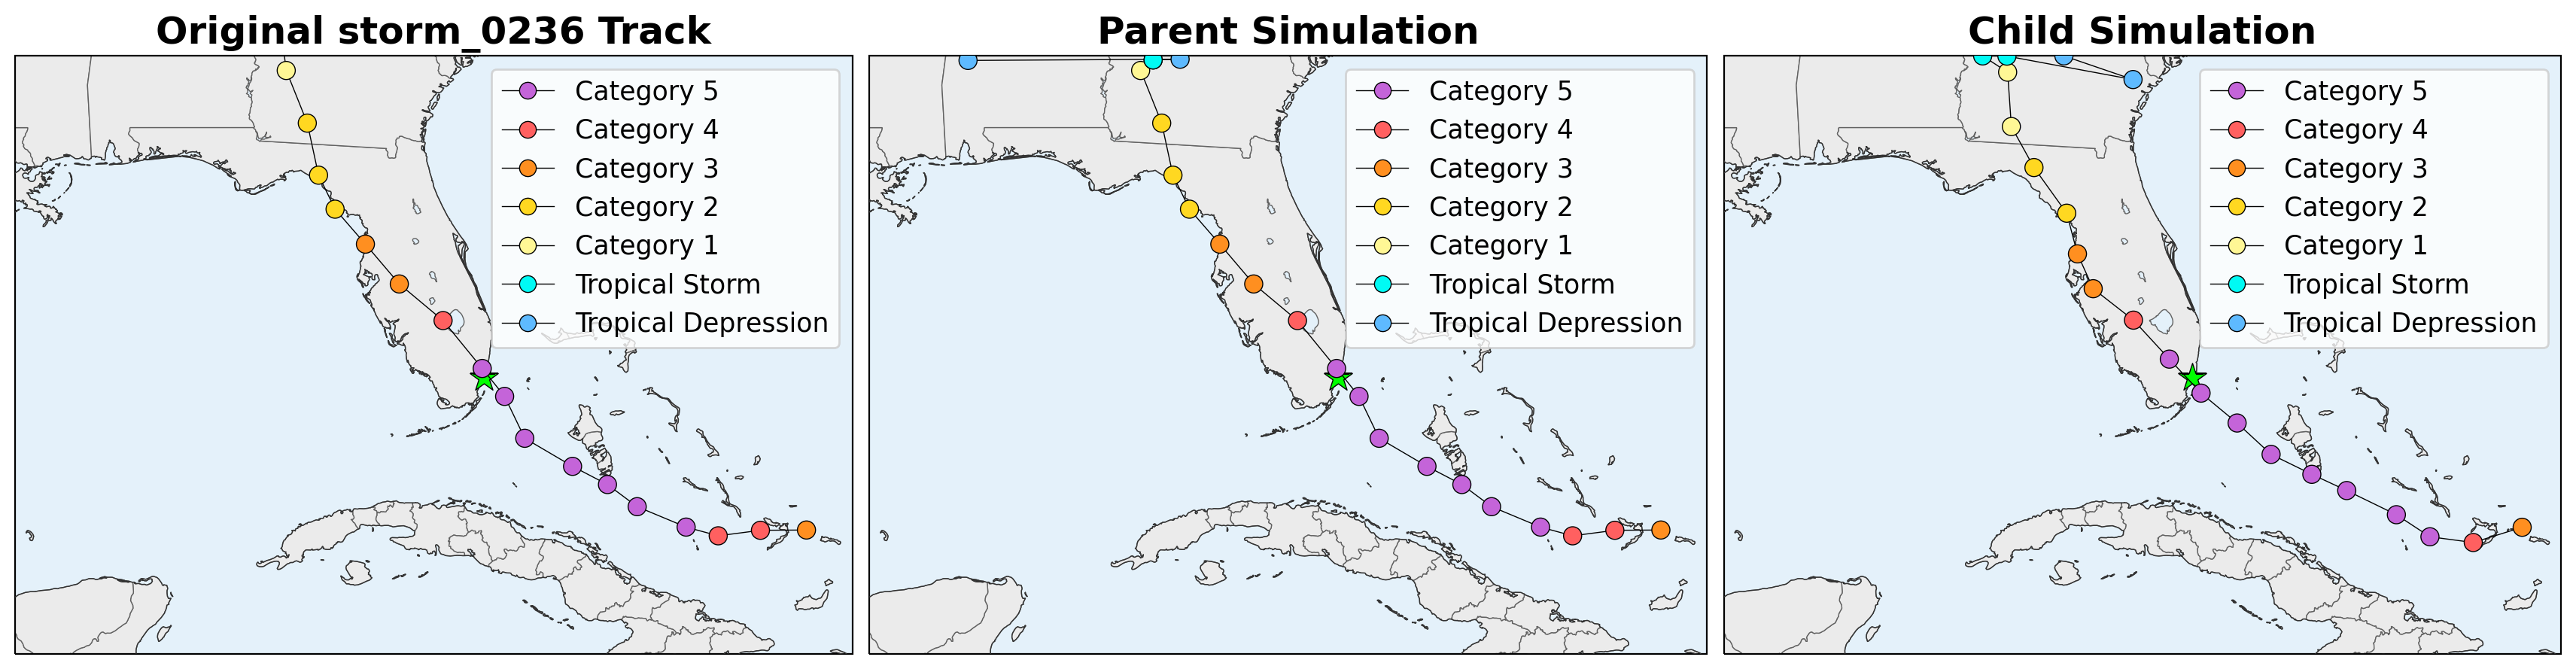 Original storm_0236 Track
Category 5
Category 4
Category 3
Category 2
Category 1
Tropical Storm
Tropical Depression
Parent Simulation
Category 5
Category 4
Category 3
Category 2
Category 1
Tropical Storm
Tropical Depression
Child Simulation
Category 5
Category 4
Category 3
Category 2
Category 1
Tropical Storm
Tropical Depression